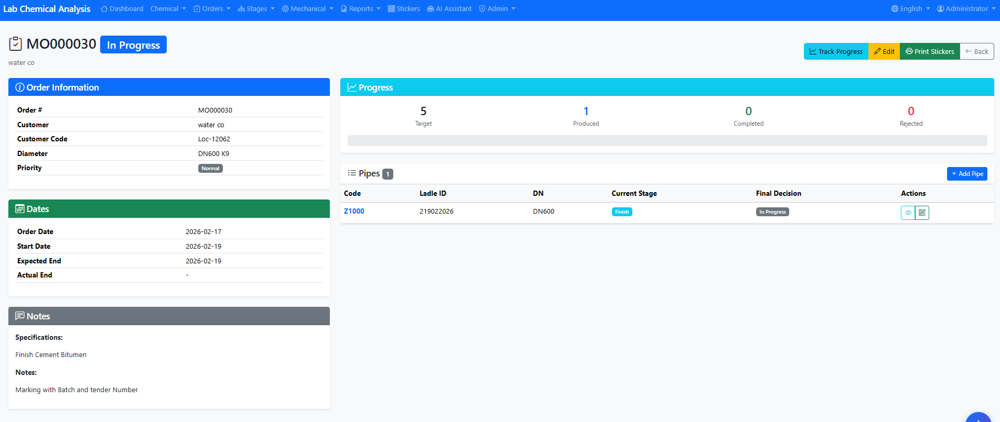 Lab Chemical Analysis Dashboard Chemical Orders Stages Mechanical Reports Stickers AI Assistant Admin English Administrator
MO000030 In Progress
water co
Track Progress Edit Print Stickers Back
Order Information
Order # MO000030
Customer water co
Customer Code Loc-12062
Diameter DN600 K9
Priority Normal
Dates
Order Date 2026-02-17
Start Date 2026-02-19
Expected End 2026-02-19
Actual End -
Notes
Specifications:
Finish Cement Bitumen
Notes:
Marking with Batch and tender Number
Progress
5 1 0 0
Target Produced Completed Rejected
Pipes 1 + Add Pipe
Code Ladle ID DN Current Stage Final Decision Actions
Z1000 219022026 DN600 Finish In Progress